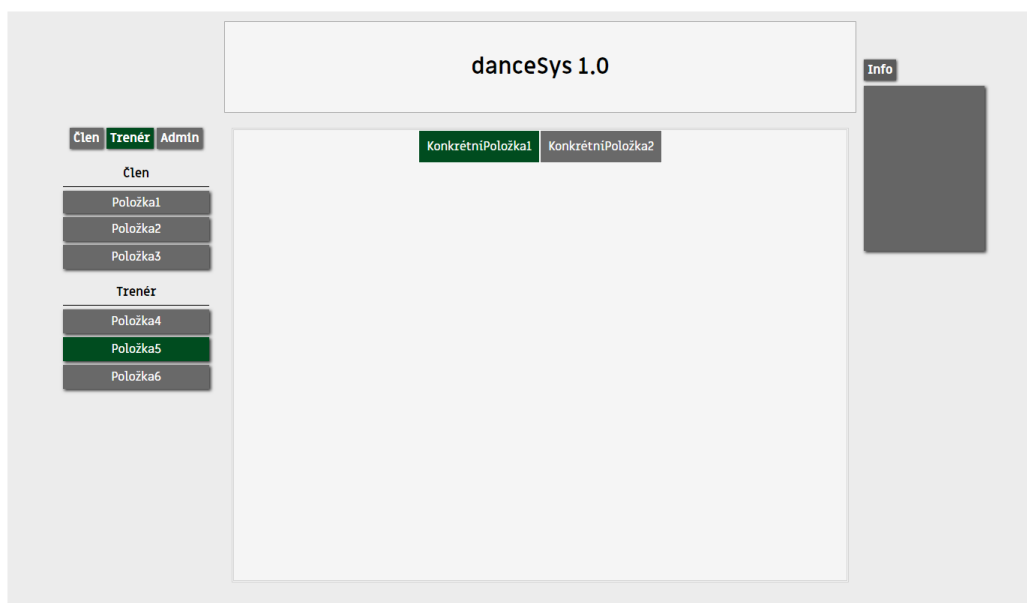 danceSys 1.0
Info
Člen Trenér Admin
Člen
Položka1
Položka2
Položka3
Trenér
Položka4
Položka5
Položka6
KonkrétníPoložka1 KonkrétníPoložka2